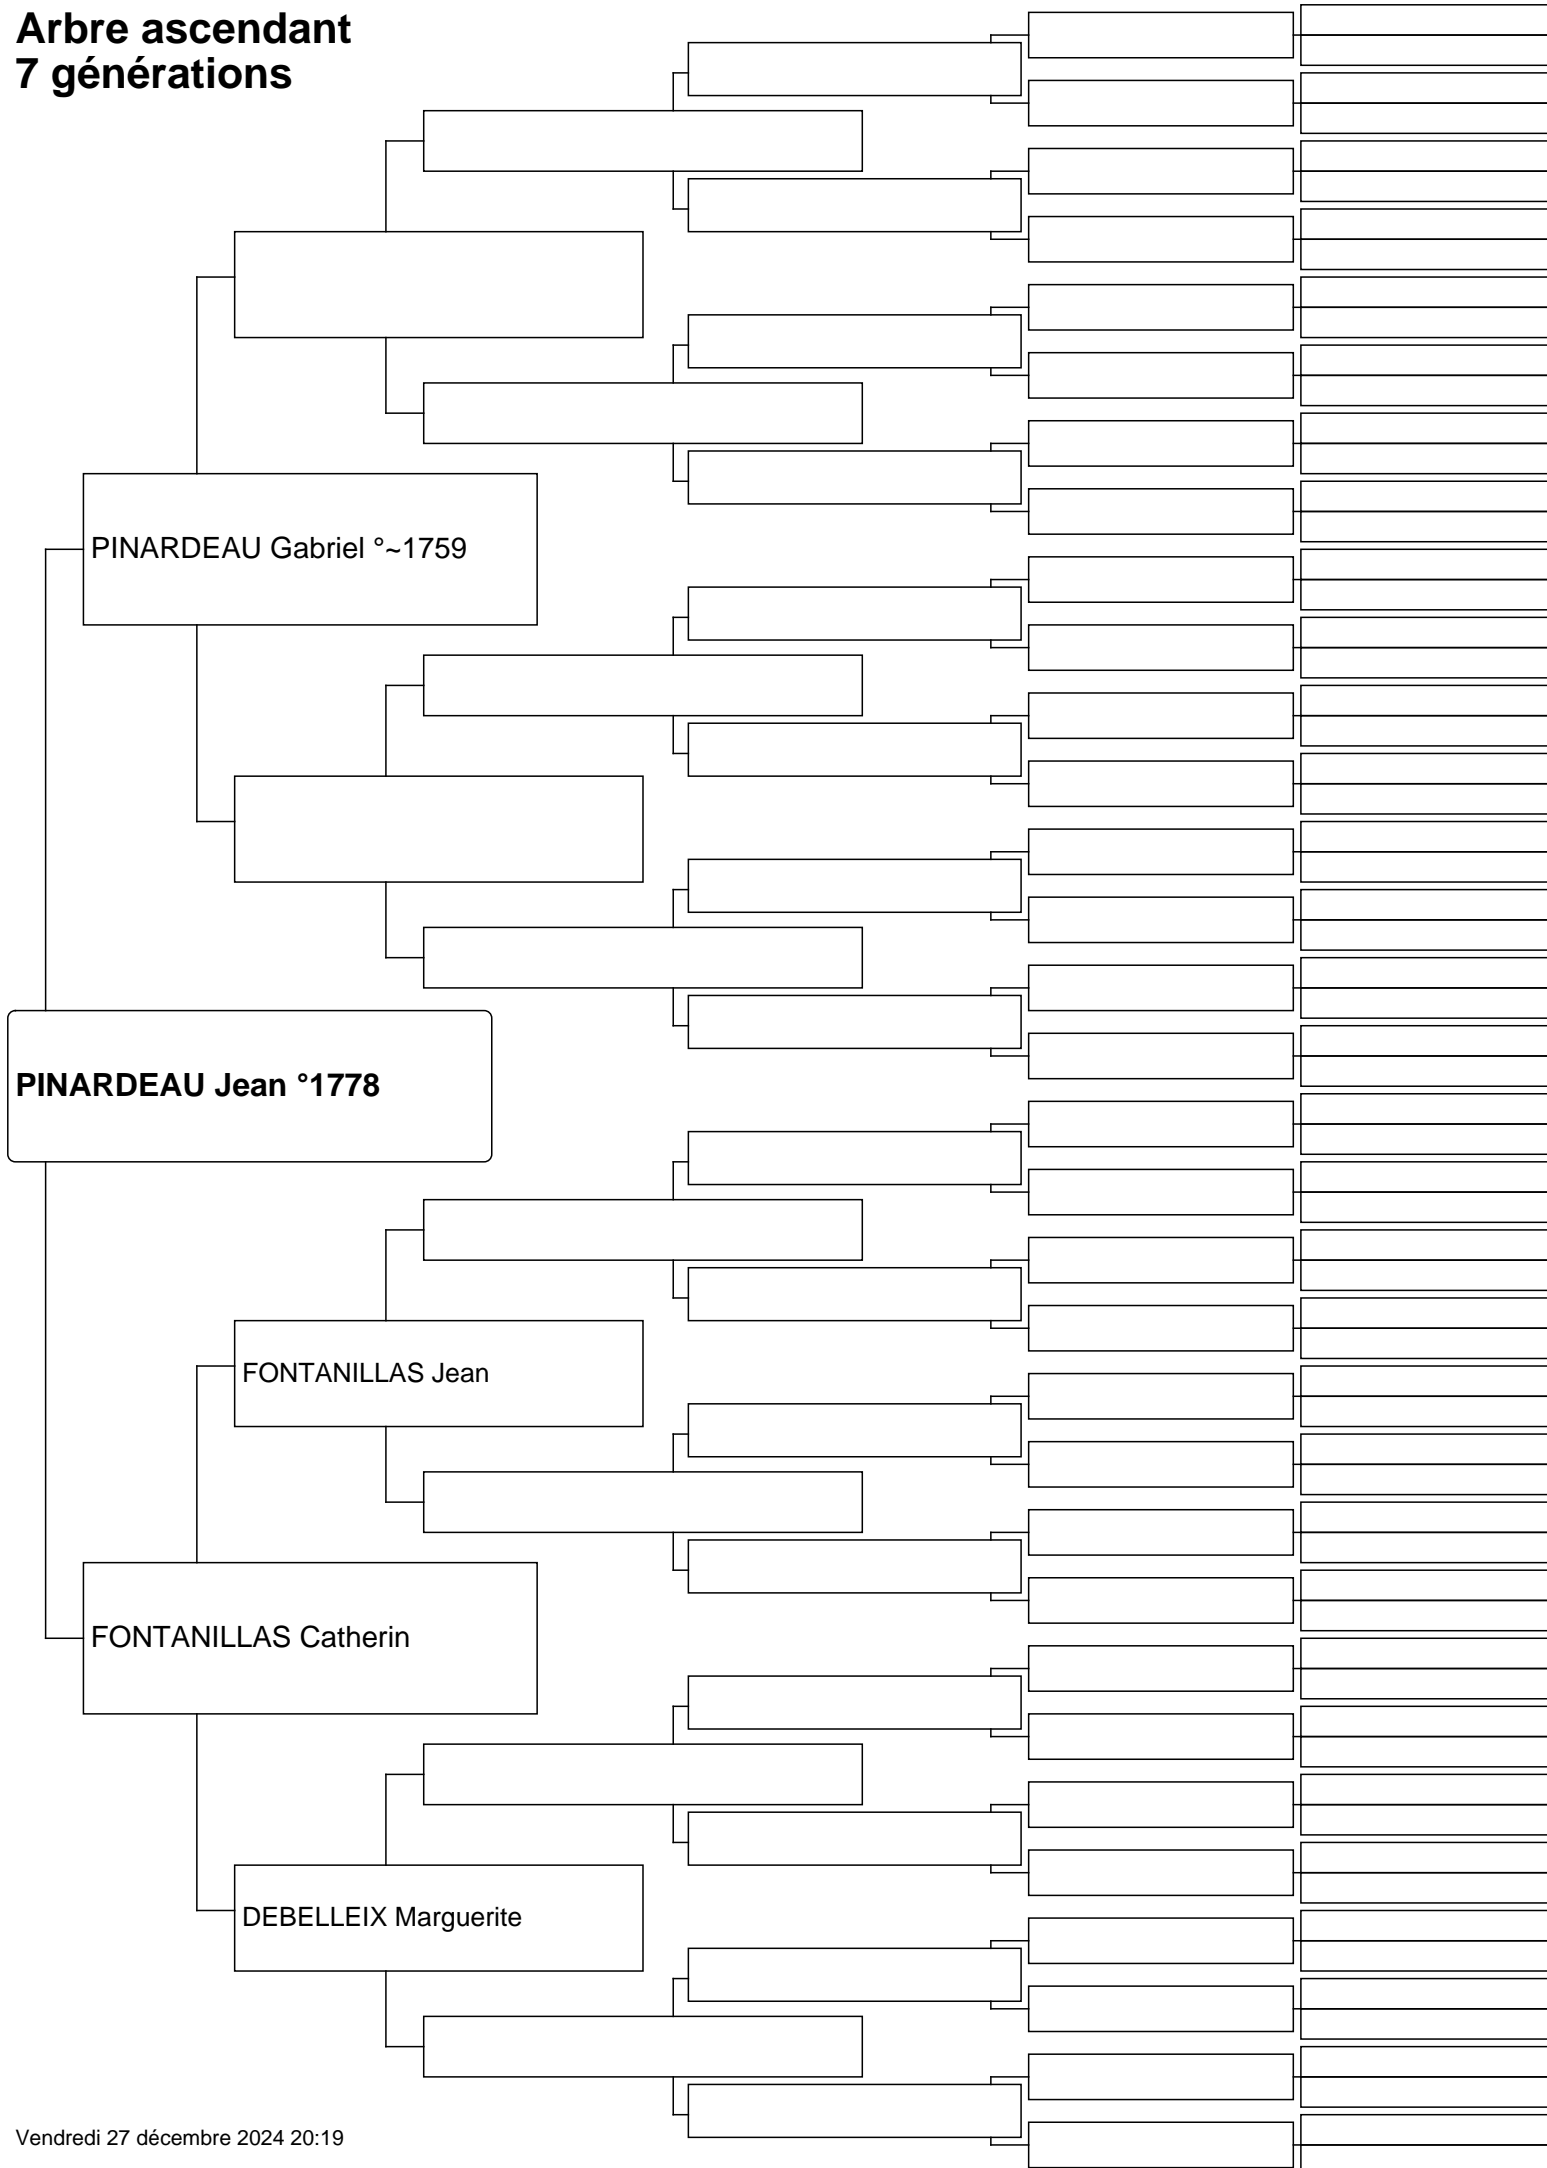 Arbre ascendant
7 générations
PINARDEAU Gabriel °~1759
PINARDEAU Jean °1778
FONTANILLAS Jean
FONTANILLAS Catherin
DEBELLEIX Marguerite
Vendredi 27 décembre 2024 20:19